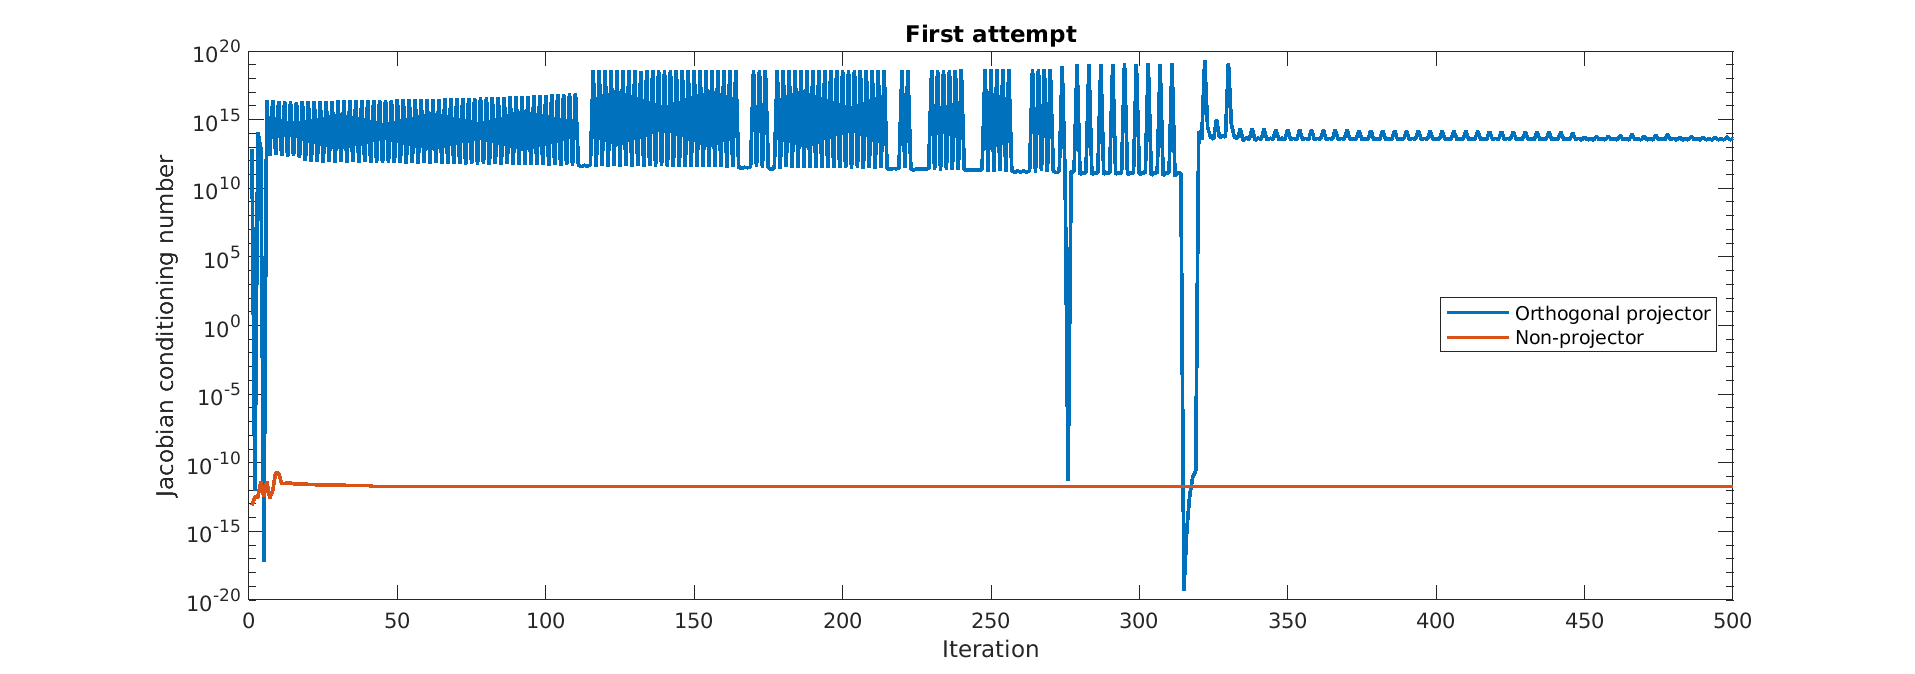 First attempt
Jacobian conditioning number
10^20
10^15
10^10
10^5
10^0
10^-5
10^-10
10^-15
10^-20
Orthogonal projector
Non-projector
0 50 100 150 200 250 300 350 400 450 500
Iteration